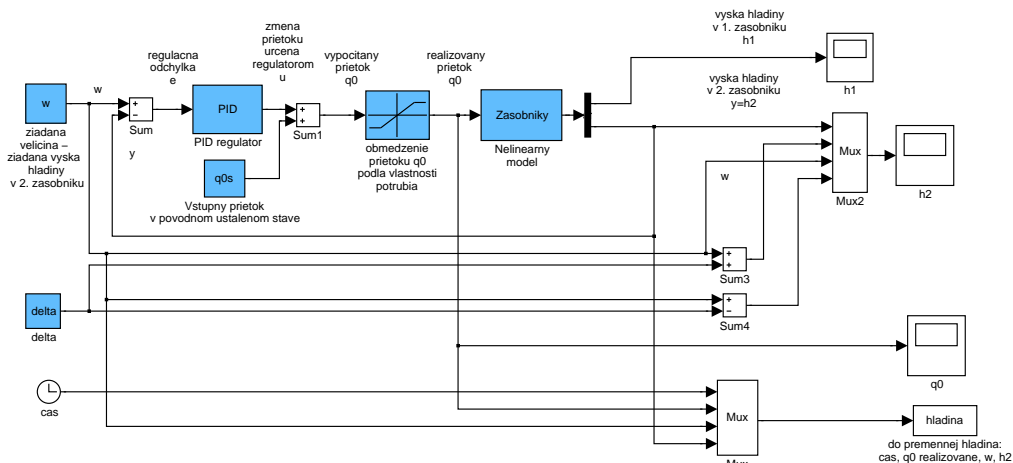 vyska hladiny
v 1. zasobniku
h1
zmena
prietoku
urcena
regulatorom
u
regulacna
odchylka
e
vypocitany
prietok
q0
realizovany
prietok
q0
h1
vyska hladiny
v 2. zasobniku
y=h2
w
w
+
−
Sum
PID
PID regulator
+
+
Sum1
Zasobniky
Nelinearny
model
obmedzenie
prietoku q0
podla vlastnosti
potrubia
ziadana
velicina –
ziadana vyska
hladiny
v 2. zasobniku
y
q0s
Vstupny prietok
v povodnom ustalenom stave
Mux
Mux2
w
h2
+
+
Sum3
+
−
Sum4
delta
delta
q0
cas
Mux
Mux
hladina
do premennej hladina:
cas, q0 realizovane, w, h2